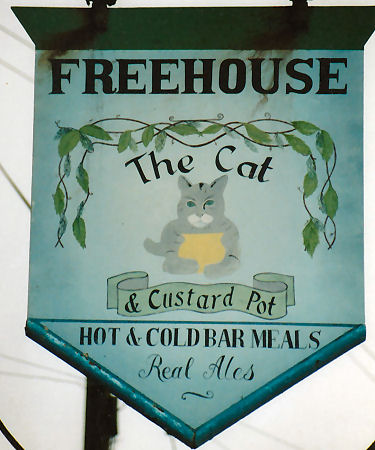 FREEHOUSE
The Cat
& Custard Pot
HOT & COLD BAR MEALS
Real Ales